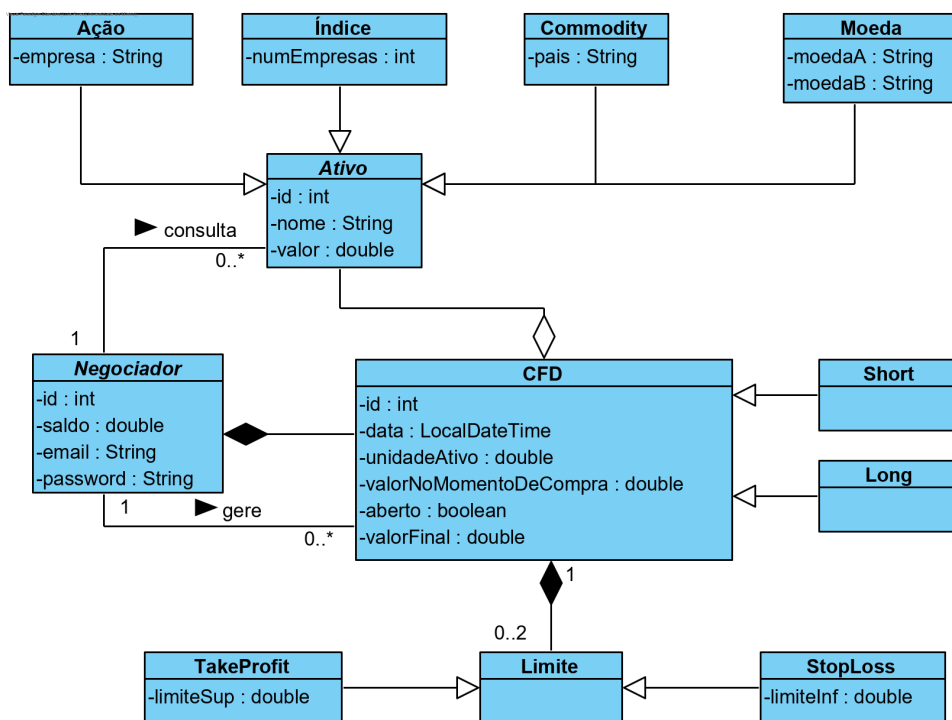 Ação
-empresa : String
Índice
-numEmpresas : int
Commodity
-pais : String
Moeda
-moedaA : String
-moedaB : String
Ativo
-id : int
-nome : String
-valor : double
consulta
0..*
1
Negociador
-id : int
-saldo : double
-email : String
-password : String
CFD
-id : int
-data : LocalDateTime
-unidadeAtivo : double
-valorNoMomentoDeCompra : double
-aberto : boolean
-valorFinal : double
Short
Long
1
gere
0..*
1
0..2
TakeProfit
-limiteSup : double
Limite
StopLoss
-limiteInf : double